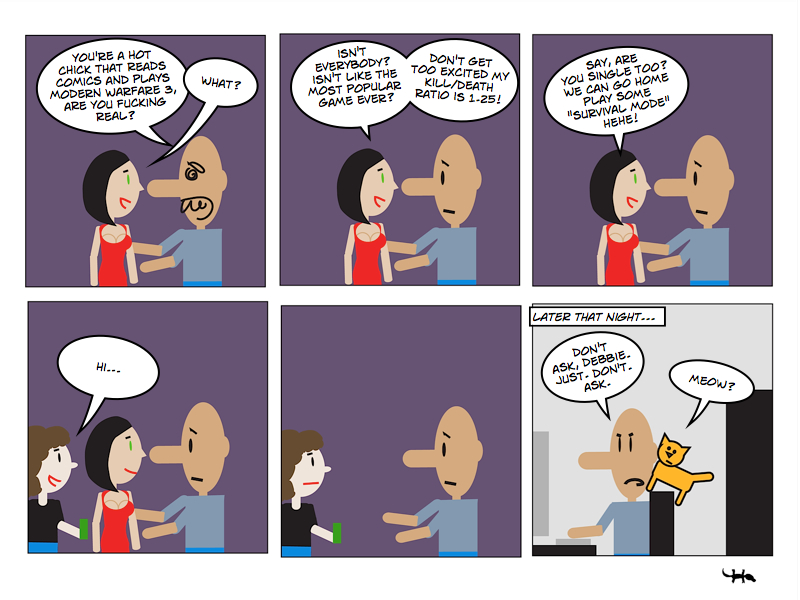 YOU'RE A HOT
CHICK THAT READS
COMICS AND PLAYS
MODERN WARFARE 3,
ARE YOU FUCKING
REAL?
WHAT?
ISN'T
EVERYBODY?
ISN'T LIKE THE
MOST POPULAR
GAME EVER?
DON'T GET
TOO EXCITED MY
KILL/DEATH
RATIO IS 1.25!
SAY, ARE
YOU SINGLE TOO?
WE CAN GO HOME
PLAY SOME
"SURVIVAL MODE"
HEHE!
HI...
LATER THAT NIGHT...
DON'T
ASK, DEBBIE.
JUST. DON'T.
ASK.
MEOW?